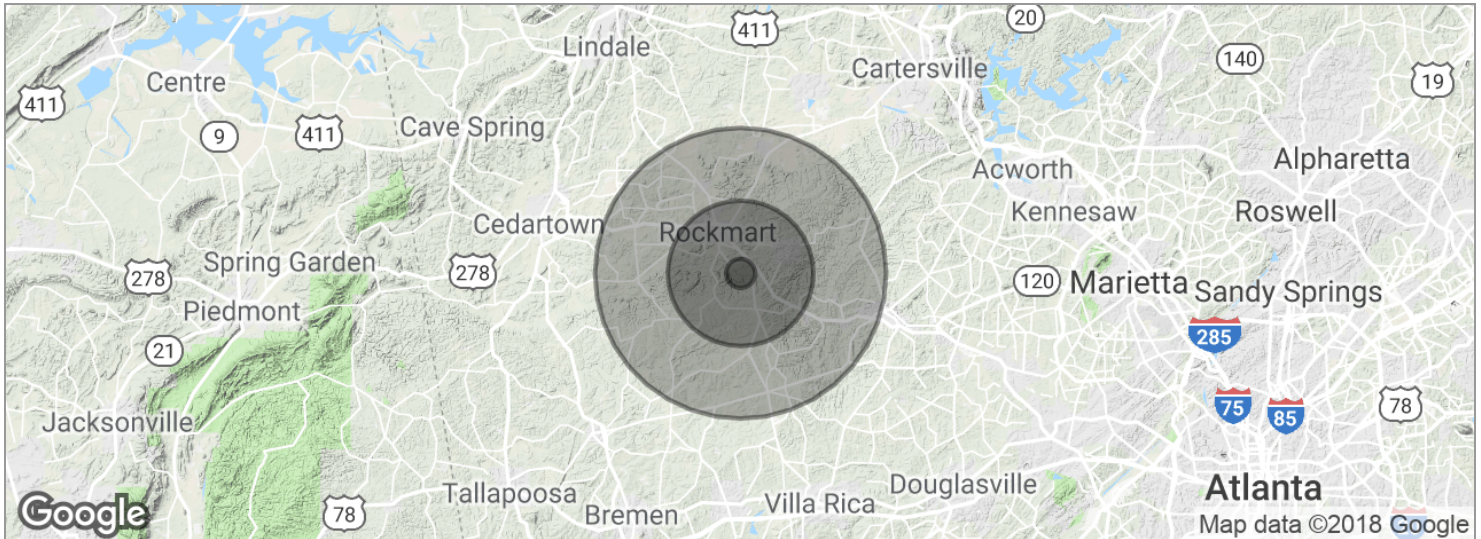 20
411
Lindale
140
Cartersville
19
Centre
411
9
411
Cave Spring
Alpharetta
Acworth
Kennesaw
Roswell
Cedartown
Rockmart
278
Spring Garden
278
120
Marietta
Sandy Springs
Piedmont
285
21
75
85
78
Jacksonville
Tallapoosa
Douglasville
Atlanta
78
Bremen
Villa Rica
Google
Map data ©2018 Google